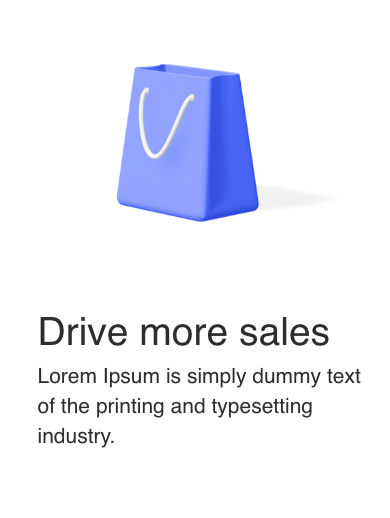 Drive more sales
Lorem Ipsum is simply dummy text
of the printing and typesetting
industry.